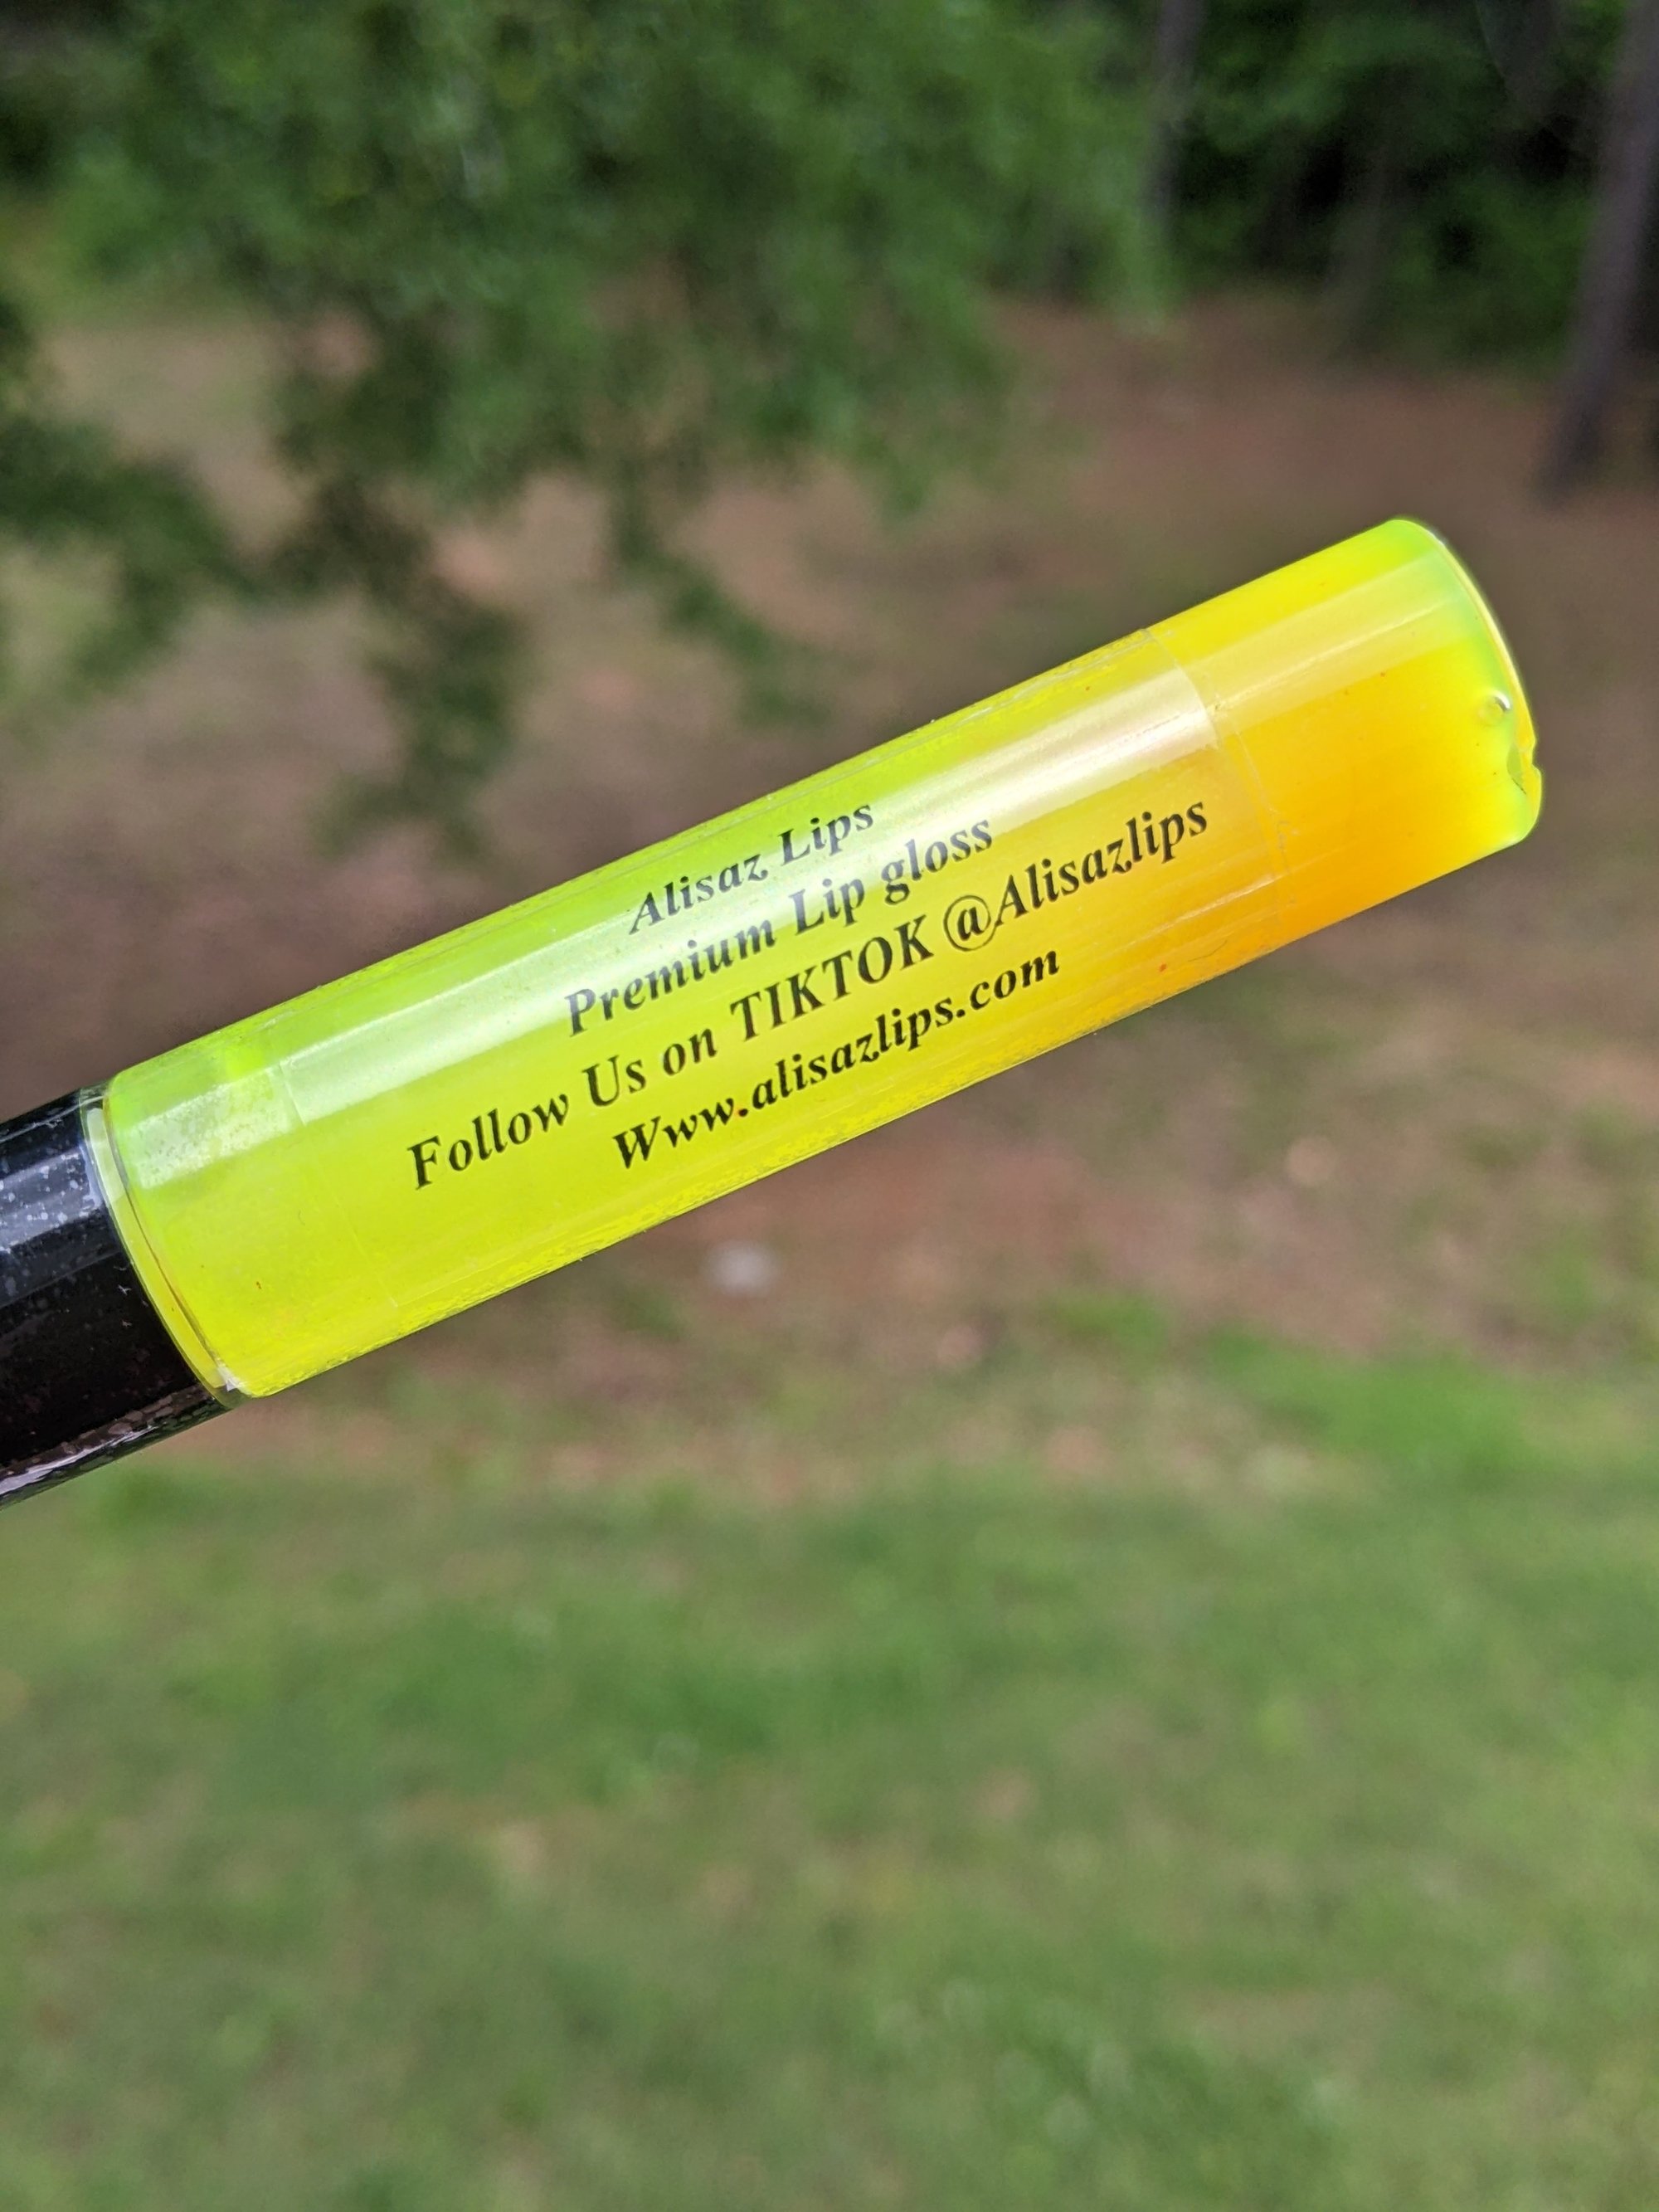 Alisaz Lips
Premium Lip gloss
Follow Us on TIKTOK @Alisazlips
Www.alisazlips.com